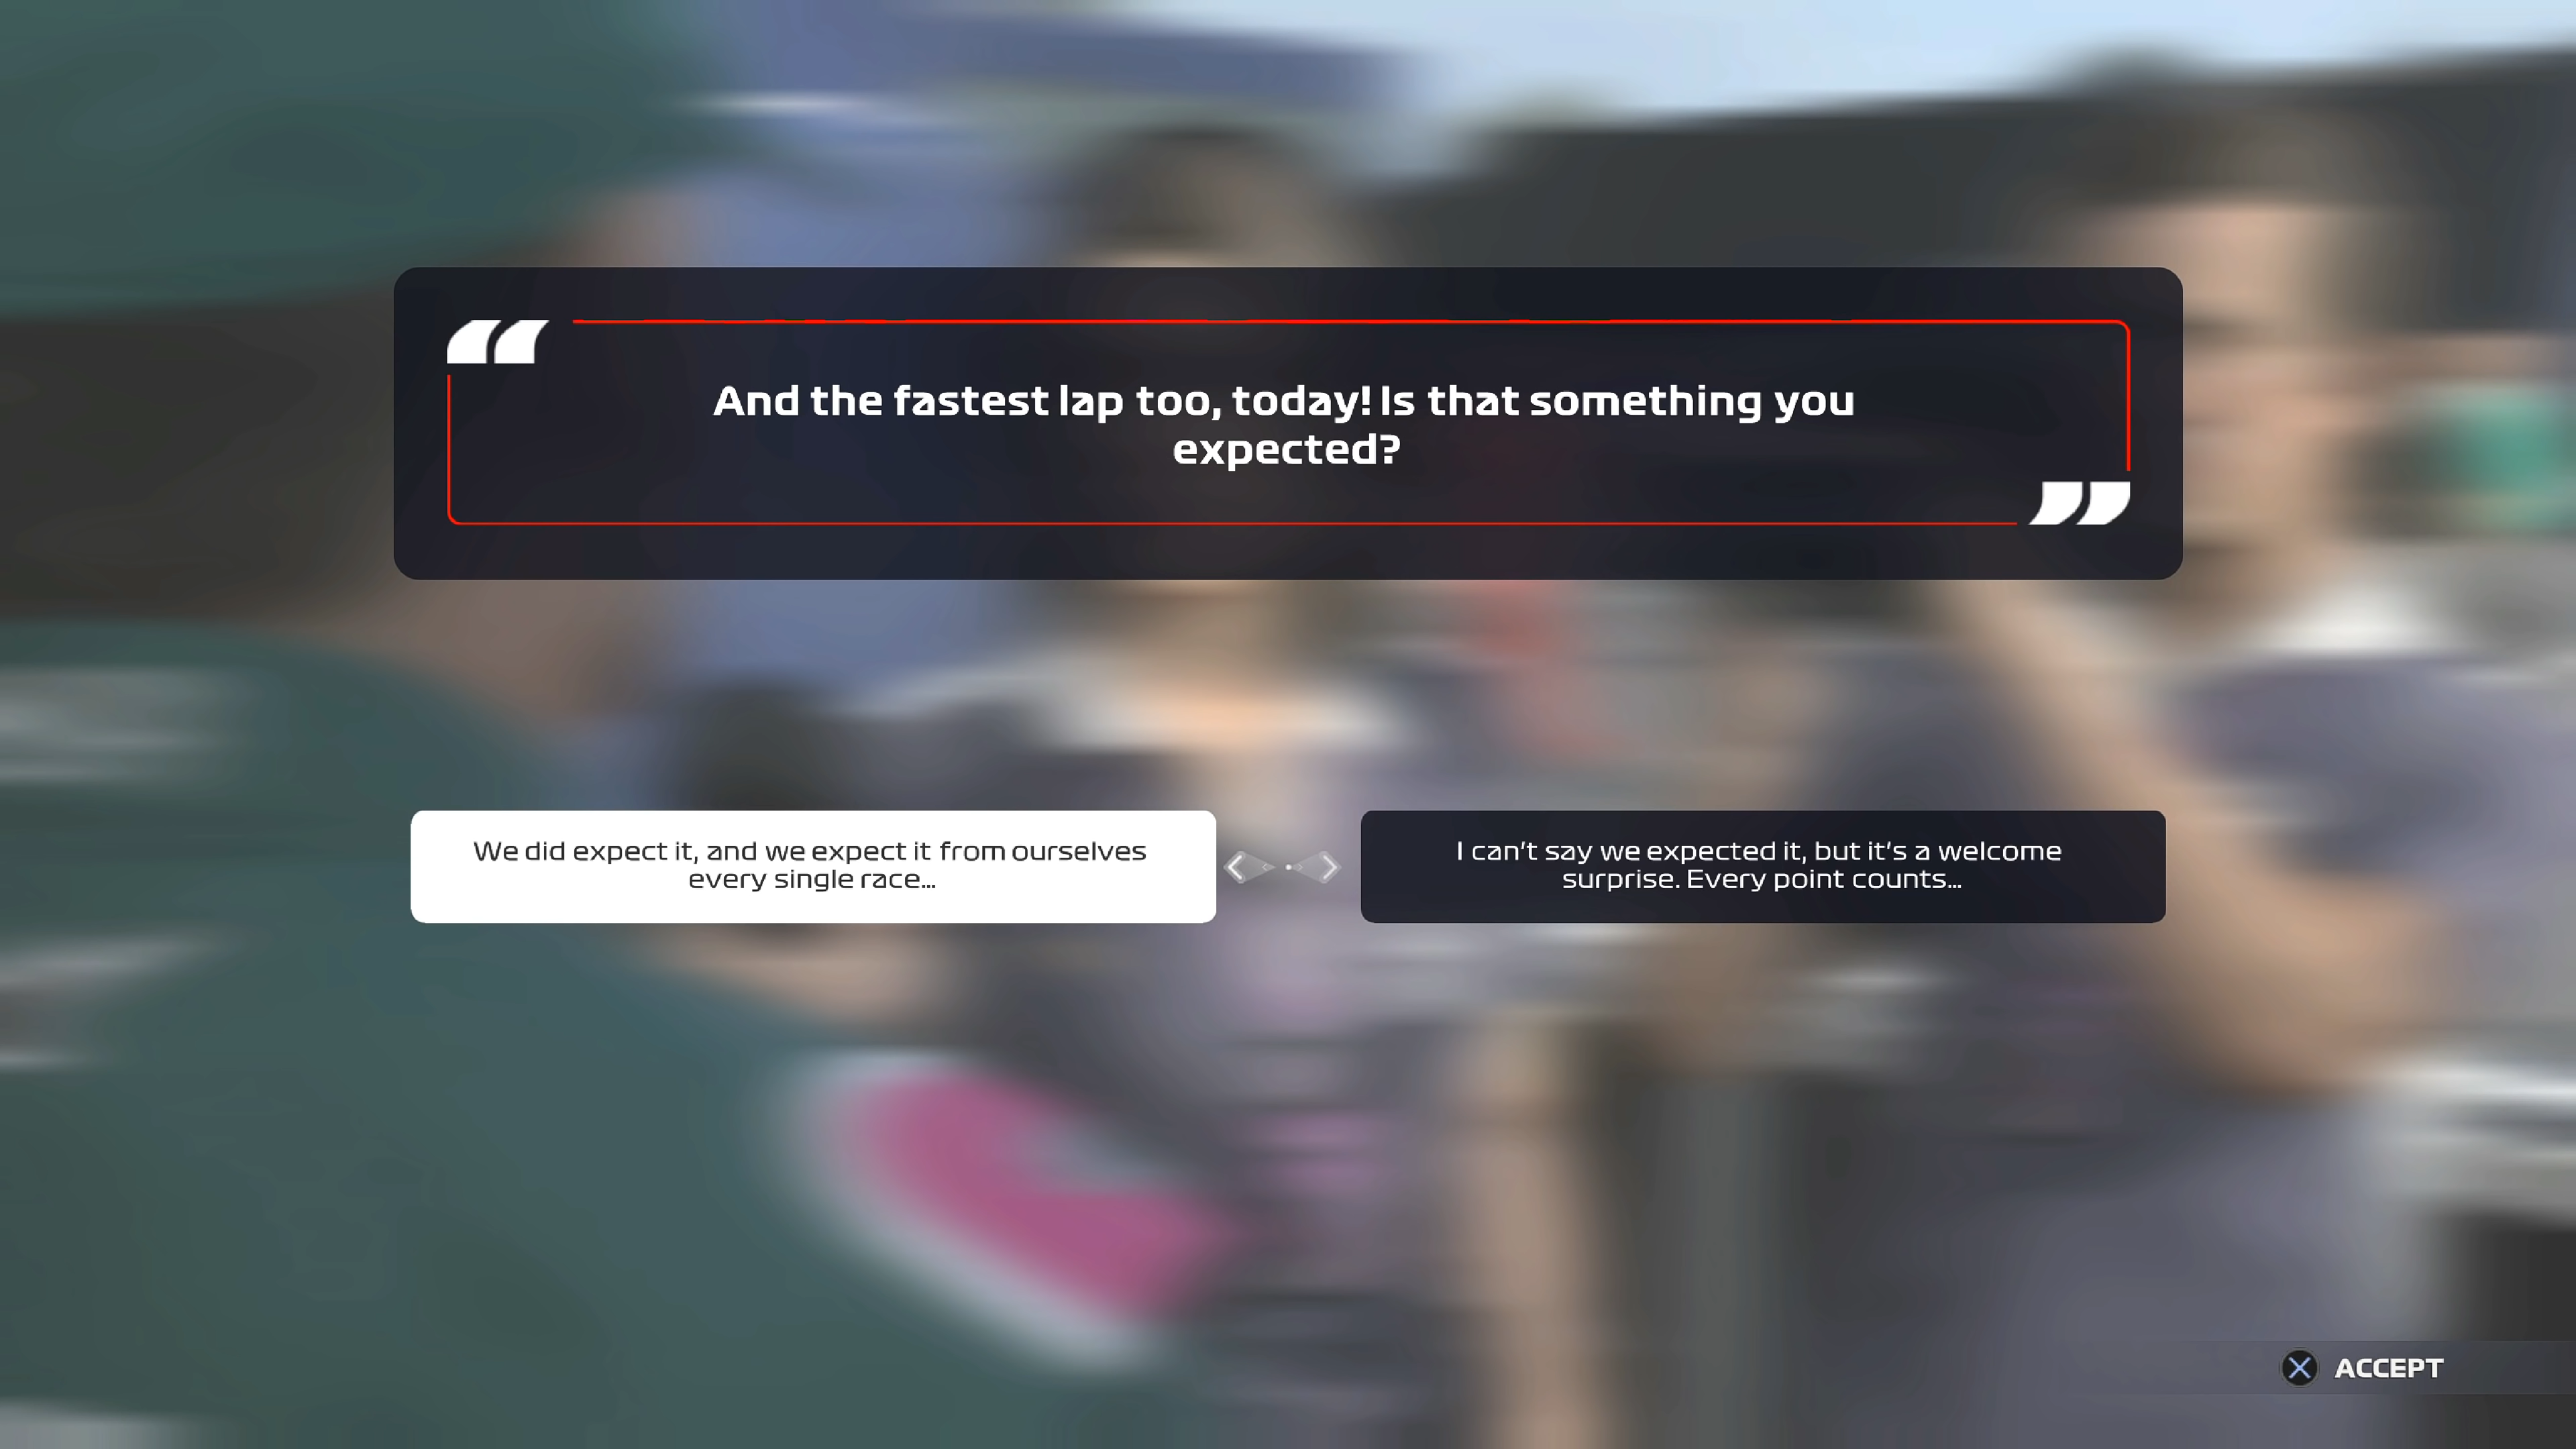 And the fastest lap too, today! Is that something you
expected?
We did expect it, and we expect it from ourselves
every single race...
I can't say we expected it, but it's a welcome
surprise. Every point counts...
ACCEPT